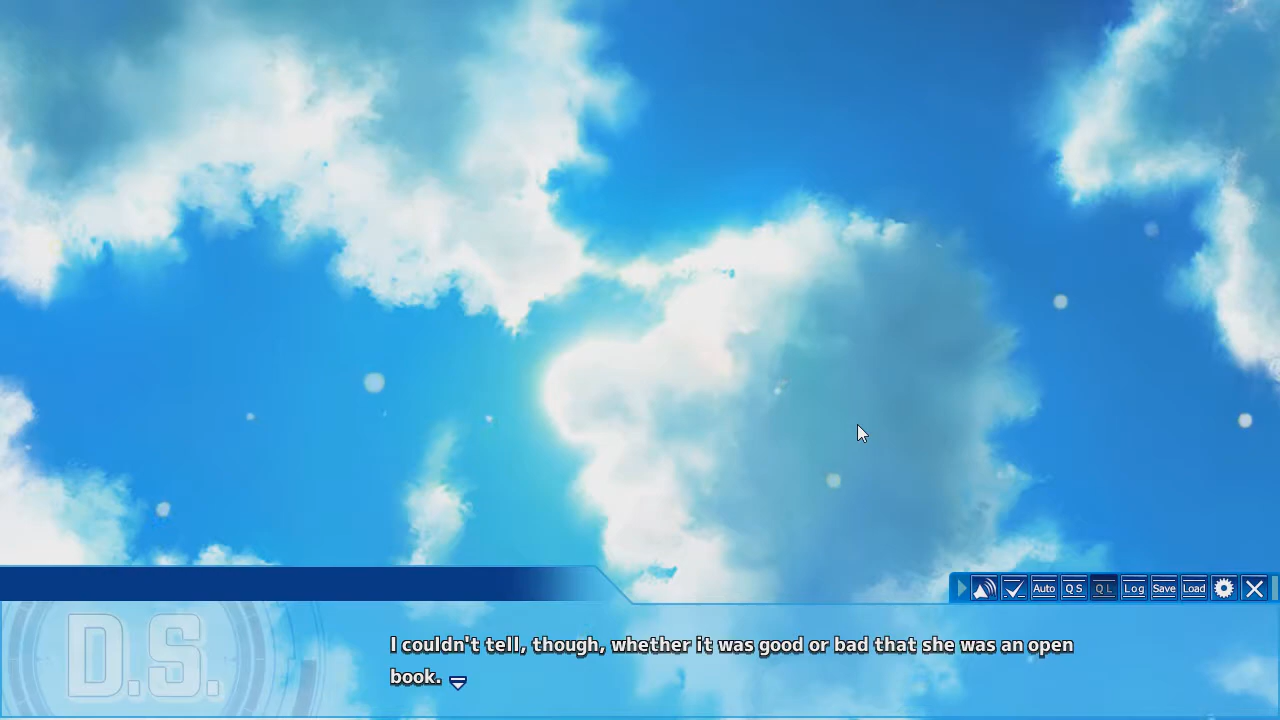 Auto QS QL Log Save Load
D.S.
I couldn't tell, though, whether it was good or bad that she was an open
book.